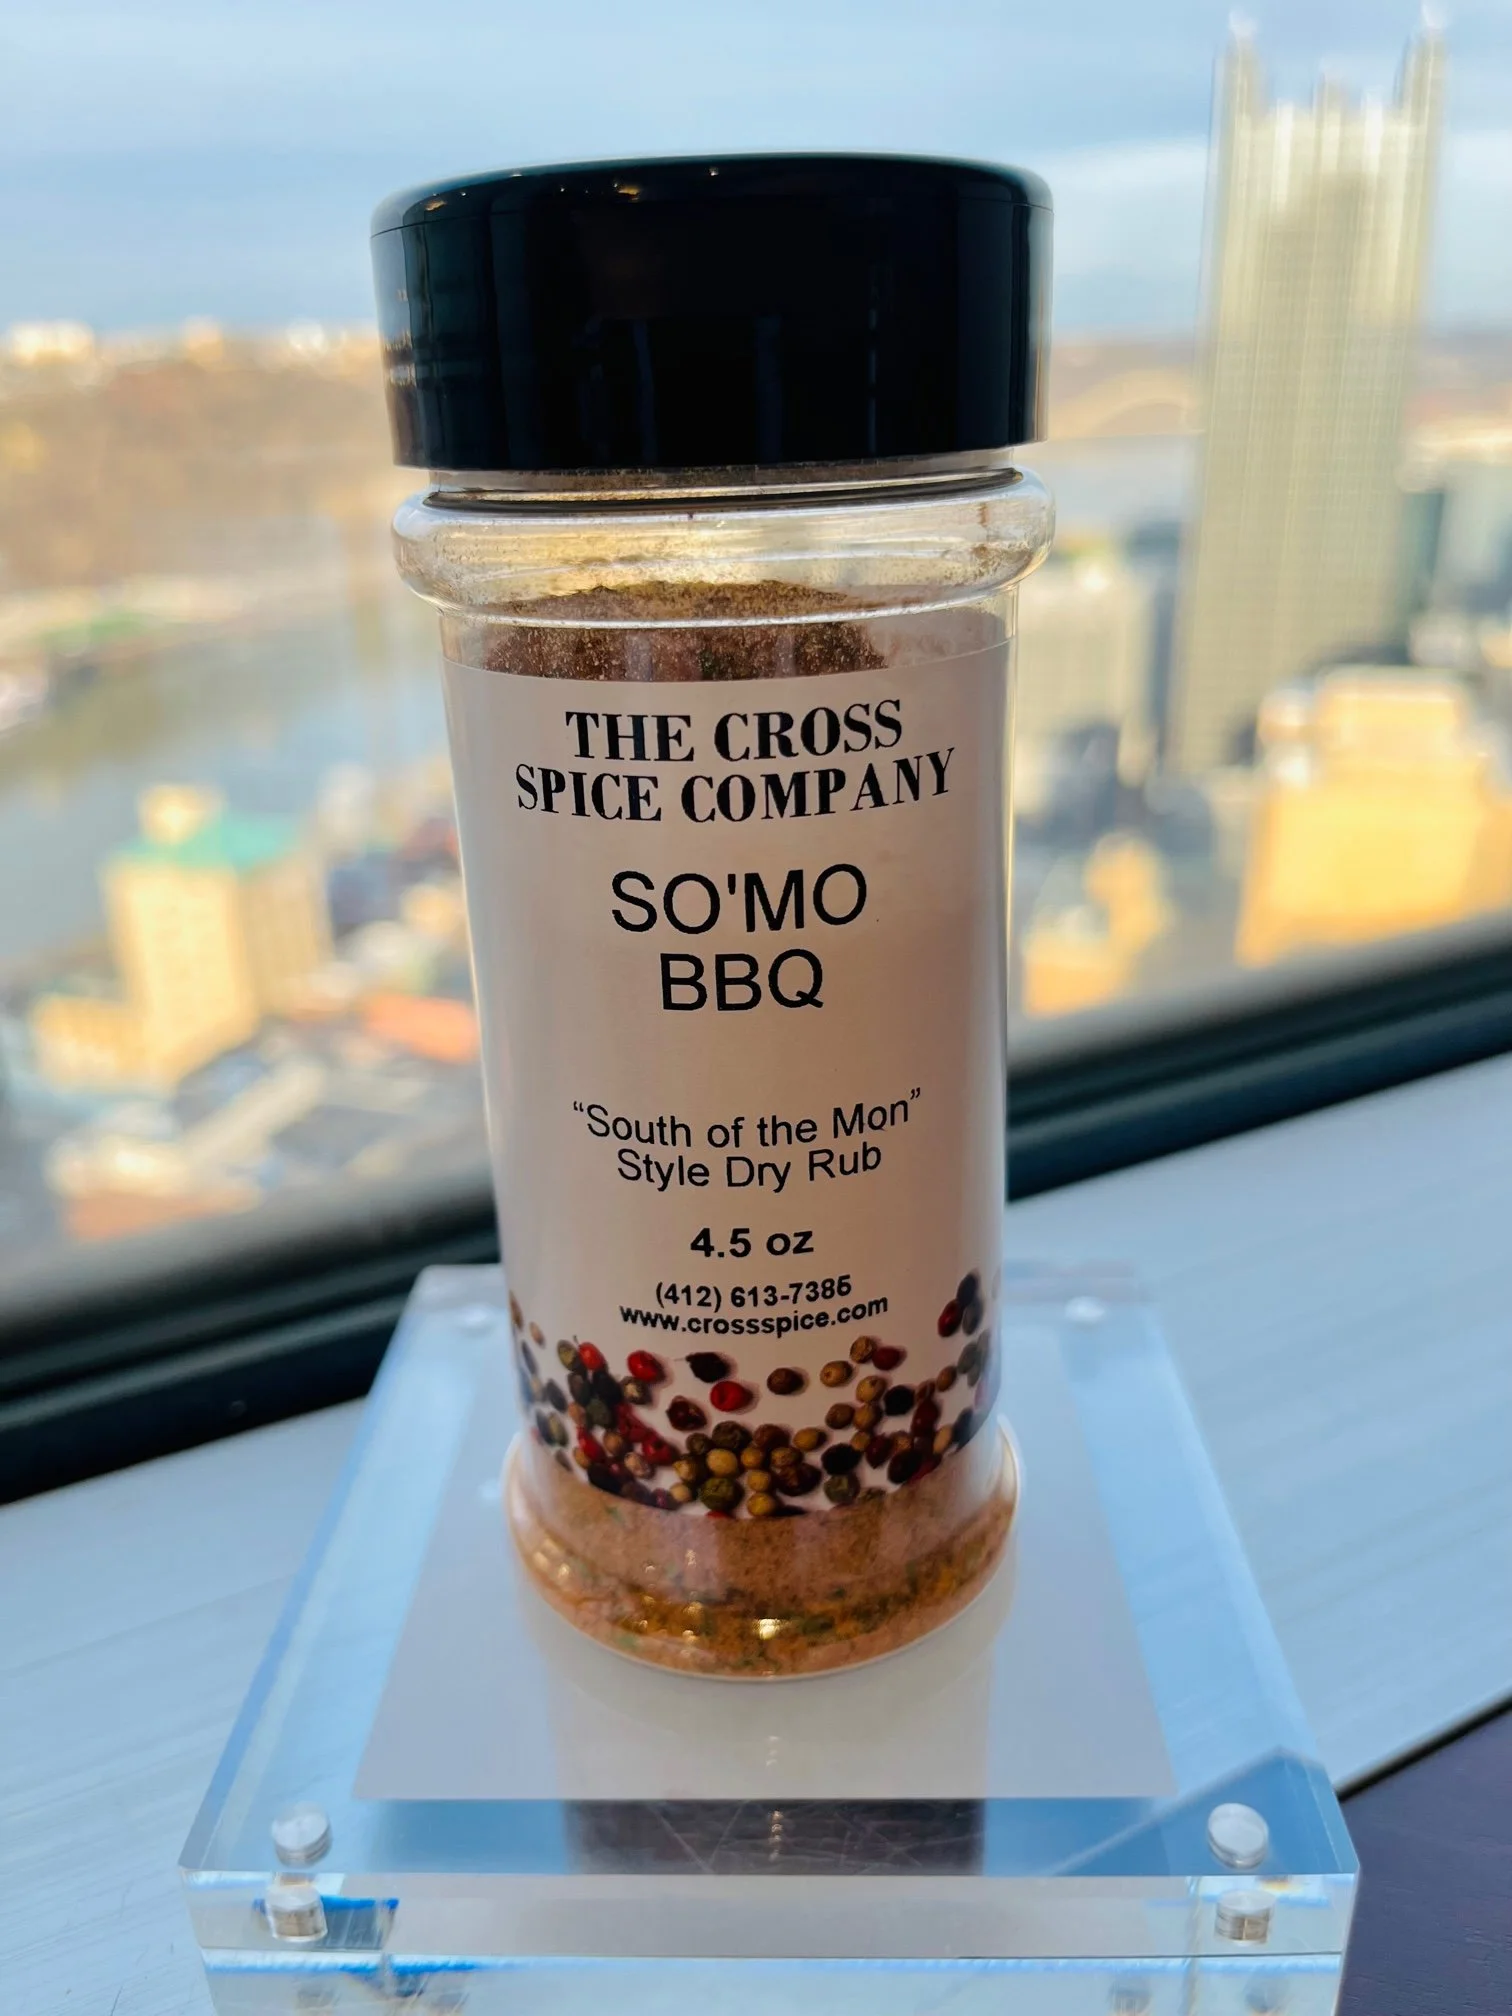 THE CROSS
SPICE COMPANY
SO'MO
BBQ
“South of the Mon”
Style Dry Rub
4.5 oz
(412) 613-7386
www.crossspice.com